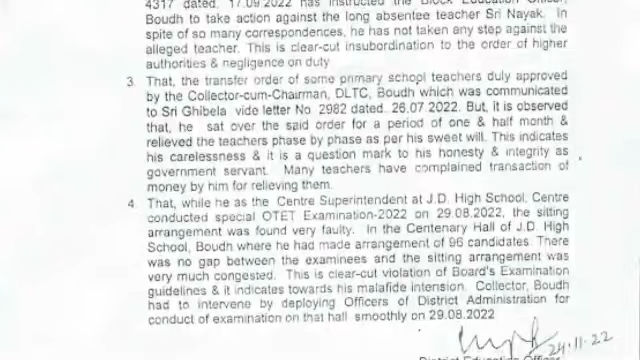 4317 dated. 17.09.2022 has instructed the Block Education Officer,
Boudh to take action against the long absentee teacher Sri Nayak. In
spite of so many correspondences, he has not taken any step against the
alleged teacher. This is clear-cut insubordination to the order of higher
authorities & negligence on duty
3. That, the transfer order of some primary school teachers duly approved
by the Collector-cum-Chairman, DLTC, Boudh which was communicated
to Sri Ghibela vide letter No 2982 dated. 26.07.2022. But, it is observed
that, he sat over the said order for a period of one & half month &
relieved the teachers phase by phase as per his sweet will. This indicates
his carelessness & it is a question mark to his honesty & integrity as
government servant. Many teachers have complained transaction of
money by him for relieving them.
4. That, while he as the Centre Superintendent at J.D. High School, Centre
conducted special OTET Examination-2022 on 29.08.2022, the sitting
arrangement was found very faulty. In the Centenary Hall of J.D. High
School, Boudh where he had made arrangement of 96 candidates. There
was no gap between the examinees and the sitting arrangement was
very much congested. This is clear-cut violation of Board's Examination
guidelines & it indicates towards his malafide intension. Collector, Boudh
had to intervene by deploying Officers of District Administration for
conduct of examination on that hall smoothly on 29.08.2022
24.11.22
District Education Officer